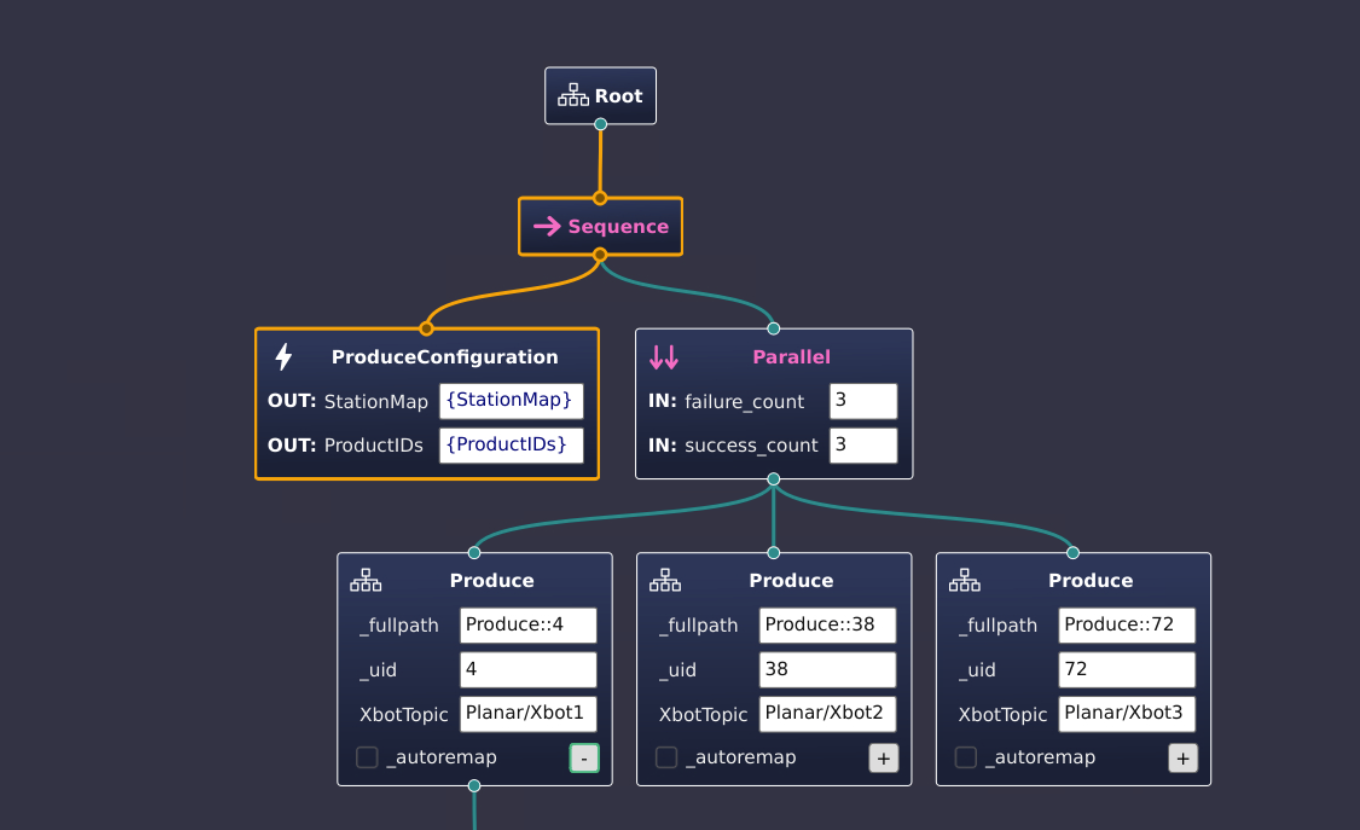 Root
Sequence
ProduceConfiguration
OUT: StationMap {StationMap}
OUT: ProductIDs {ProductIDs}
Parallel
IN: failure_count 3
IN: success_count 3
Produce
_fullpath Produce::4
_uid 4
XbotTopic Planar/Xbot1
_autoremap -
Produce
_fullpath Produce::38
_uid 38
XbotTopic Planar/Xbot2
_autoremap +
Produce
_fullpath Produce::72
_uid 72
XbotTopic Planar/Xbot3
_autoremap +